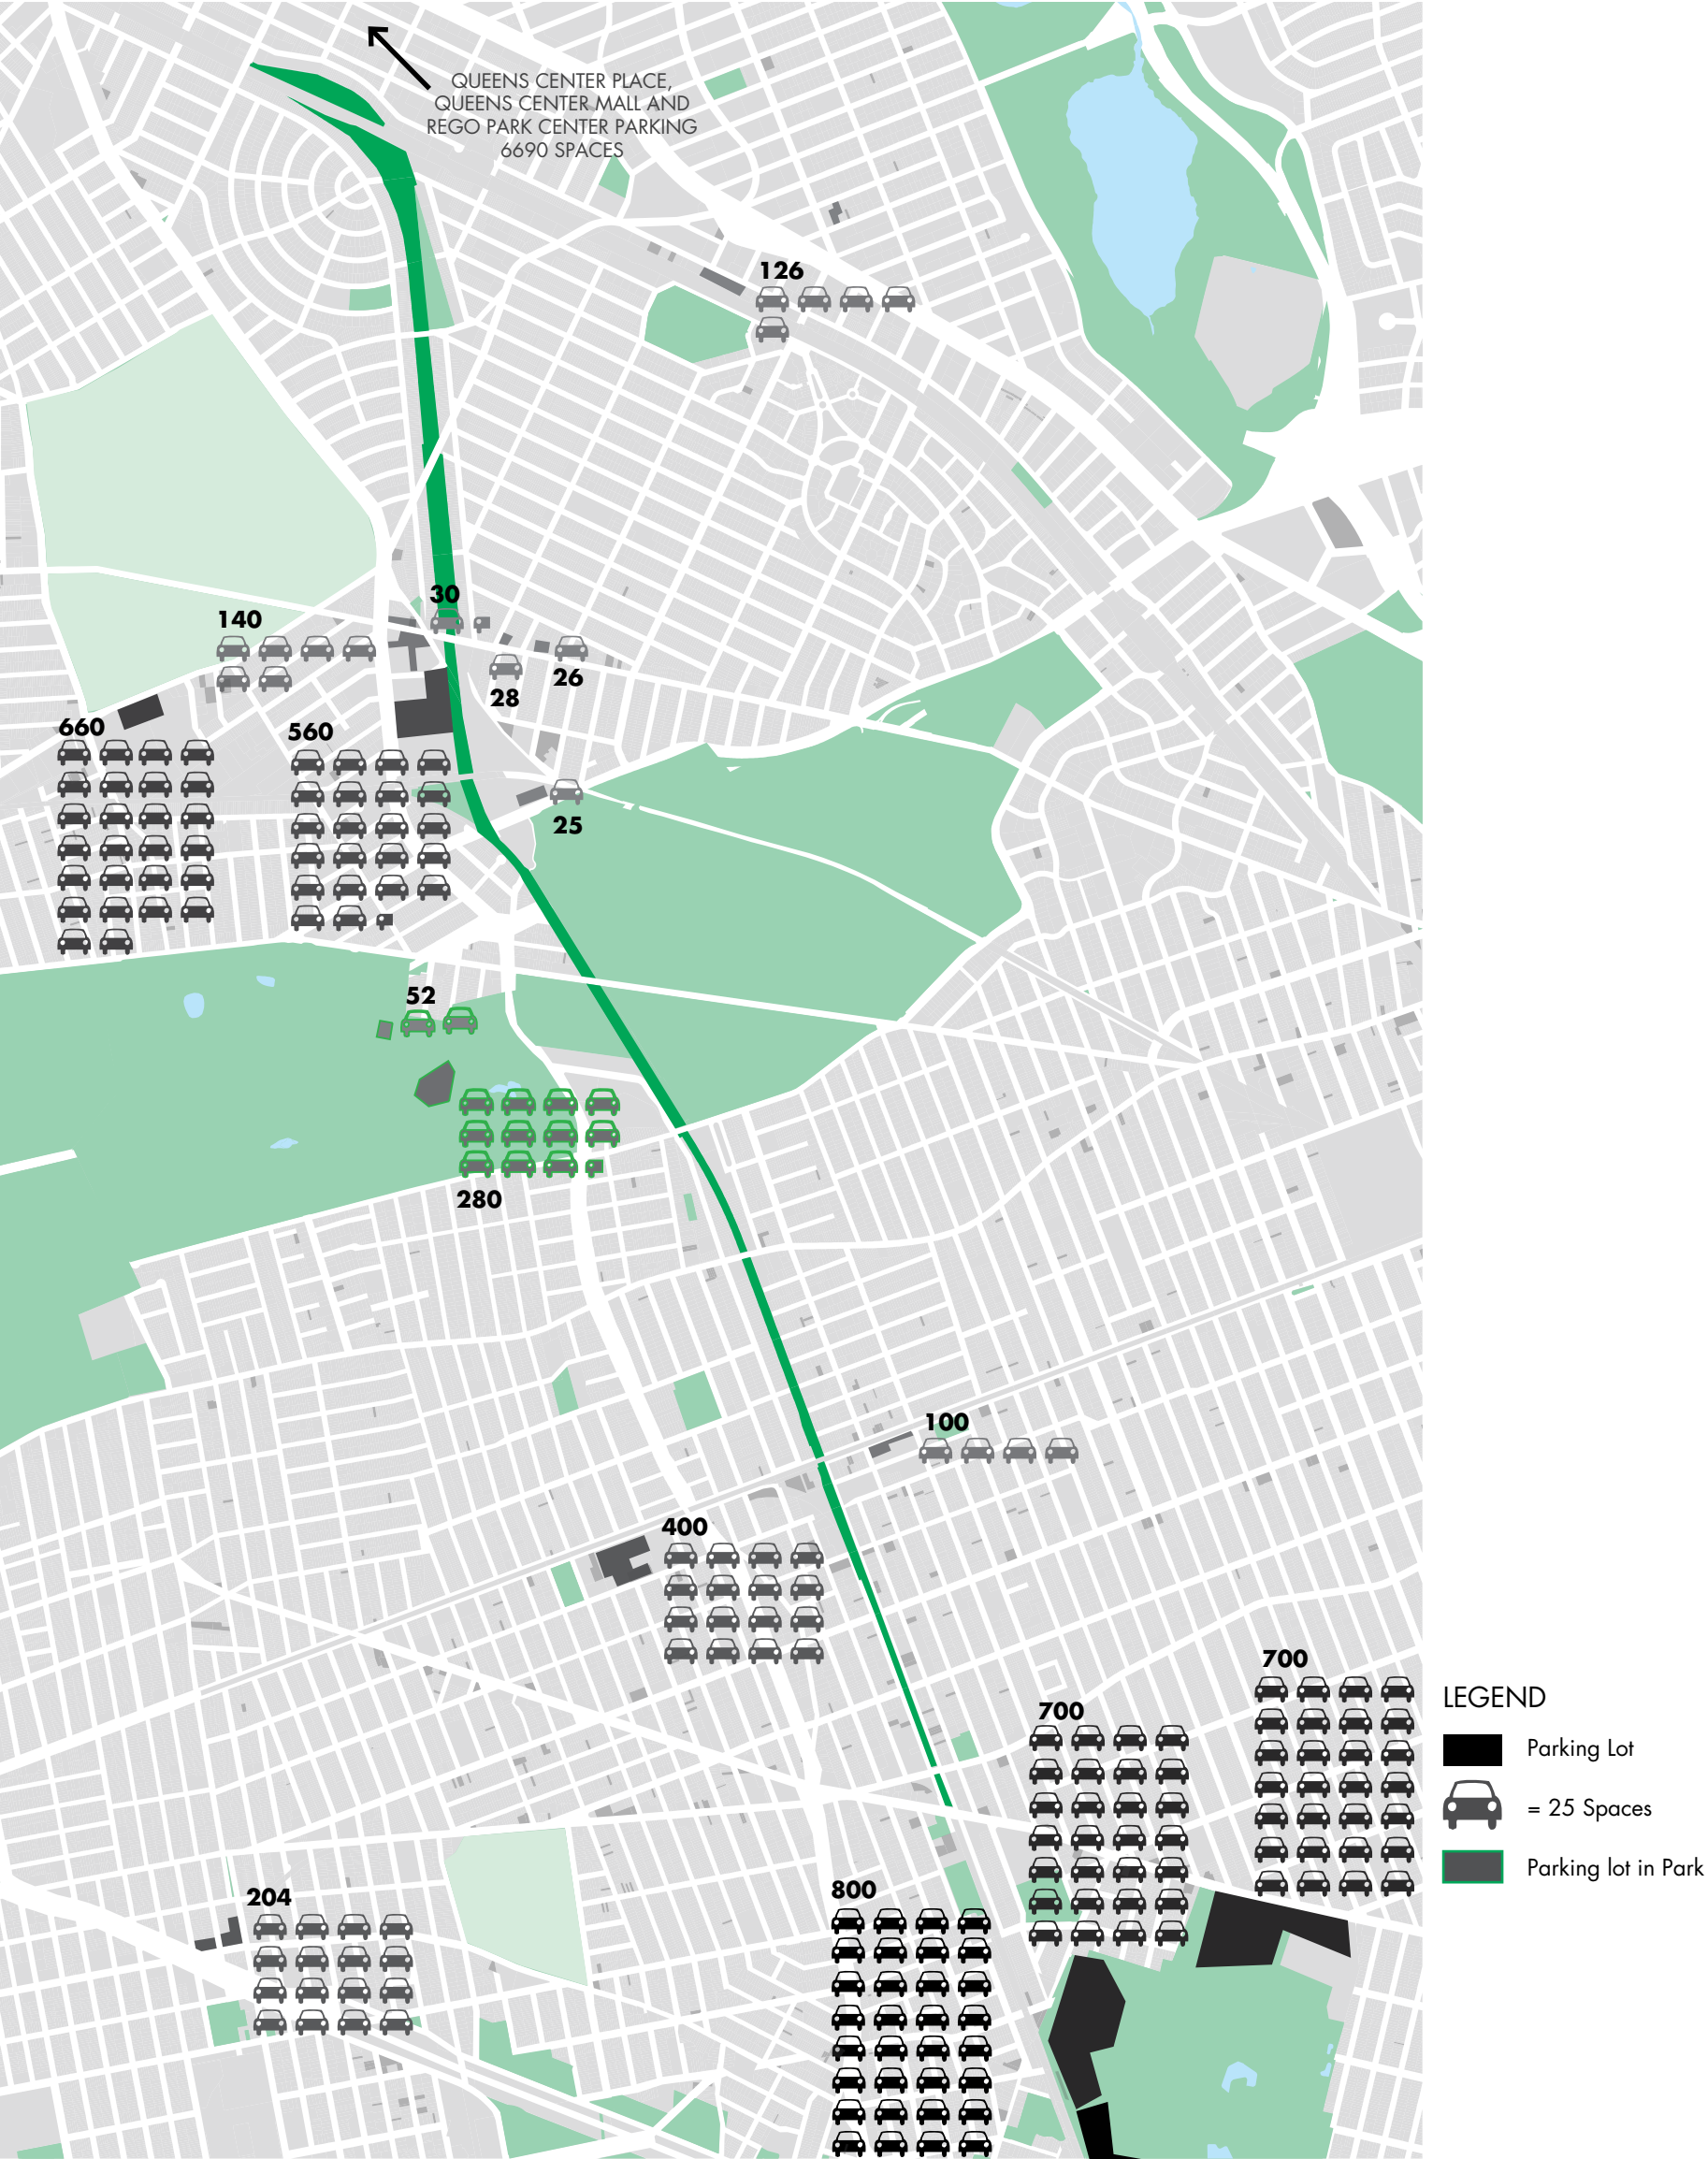 QUEENS CENTER PLACE,
QUEENS CENTER MALL AND
REGO PARK CENTER PARKING
6690 SPACES
126
30
140
26
28
660
560
25
52
280
100
400
700
700
LEGEND
Parking Lot
= 25 Spaces
Parking lot in Park
800
204